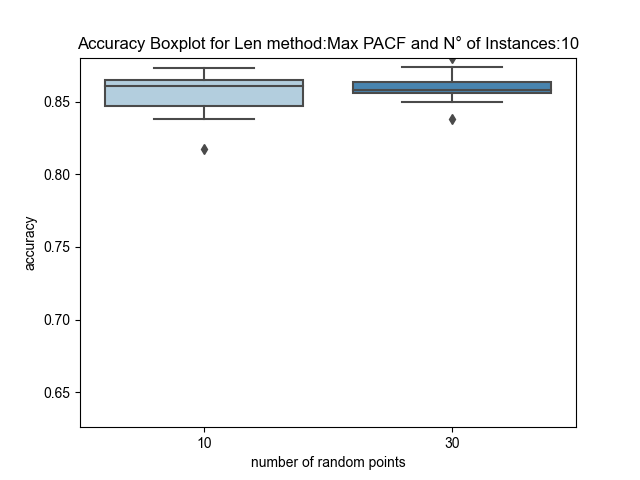 Accuracy Boxplot for Len method:Max PACF and N° of Instances:10
0.85
0.80
0.75
0.70
0.65
accuracy
10 30
number of random points